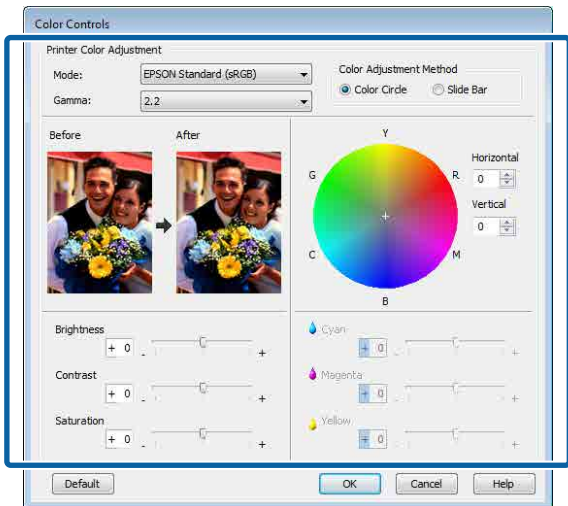 Color Controls
Printer Color Adjustment
Mode: EPSON Standard (sRGB)
Gamma: 2.2
Color Adjustment Method
Color Circle Slide Bar
Before After
Y
G R
C M
B
Horizontal
0
Vertical
0
Brightness
+ 0 - +
Contrast
+ 0 - +
Saturation
+ 0 - +
Cyan
+ 0 - +
Magenta
+ 0 - +
Yellow
+ 0 - +
Default OK Cancel Help